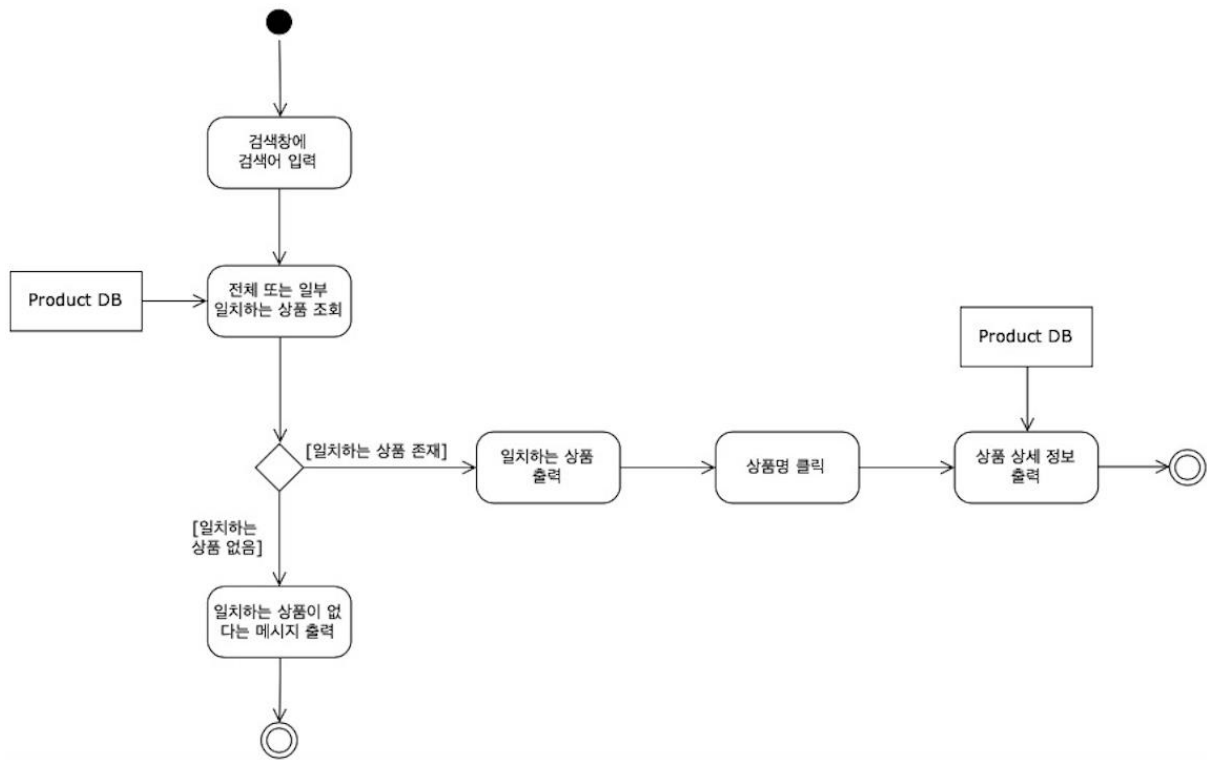 검색창에
검색어 입력
Product DB
전체 또는 일부
일치하는 상품 조회
Product DB
[일치하는 상품 존재]
일치하는 상품
출력
상품명 클릭
상품 상세 정보
출력
[일치하는
상품 없음]
일치하는 상품이 없
다는 메시지 출력